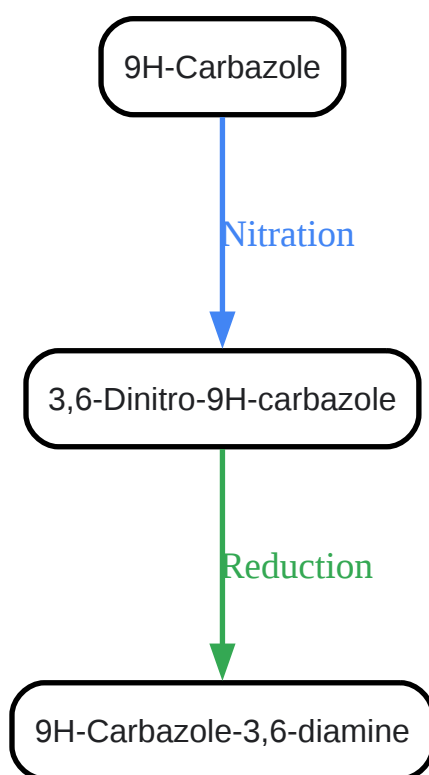 9H-Carbazole
Nitration
3,6-Dinitro-9H-carbazole
Reduction
9H-Carbazole-3,6-diamine